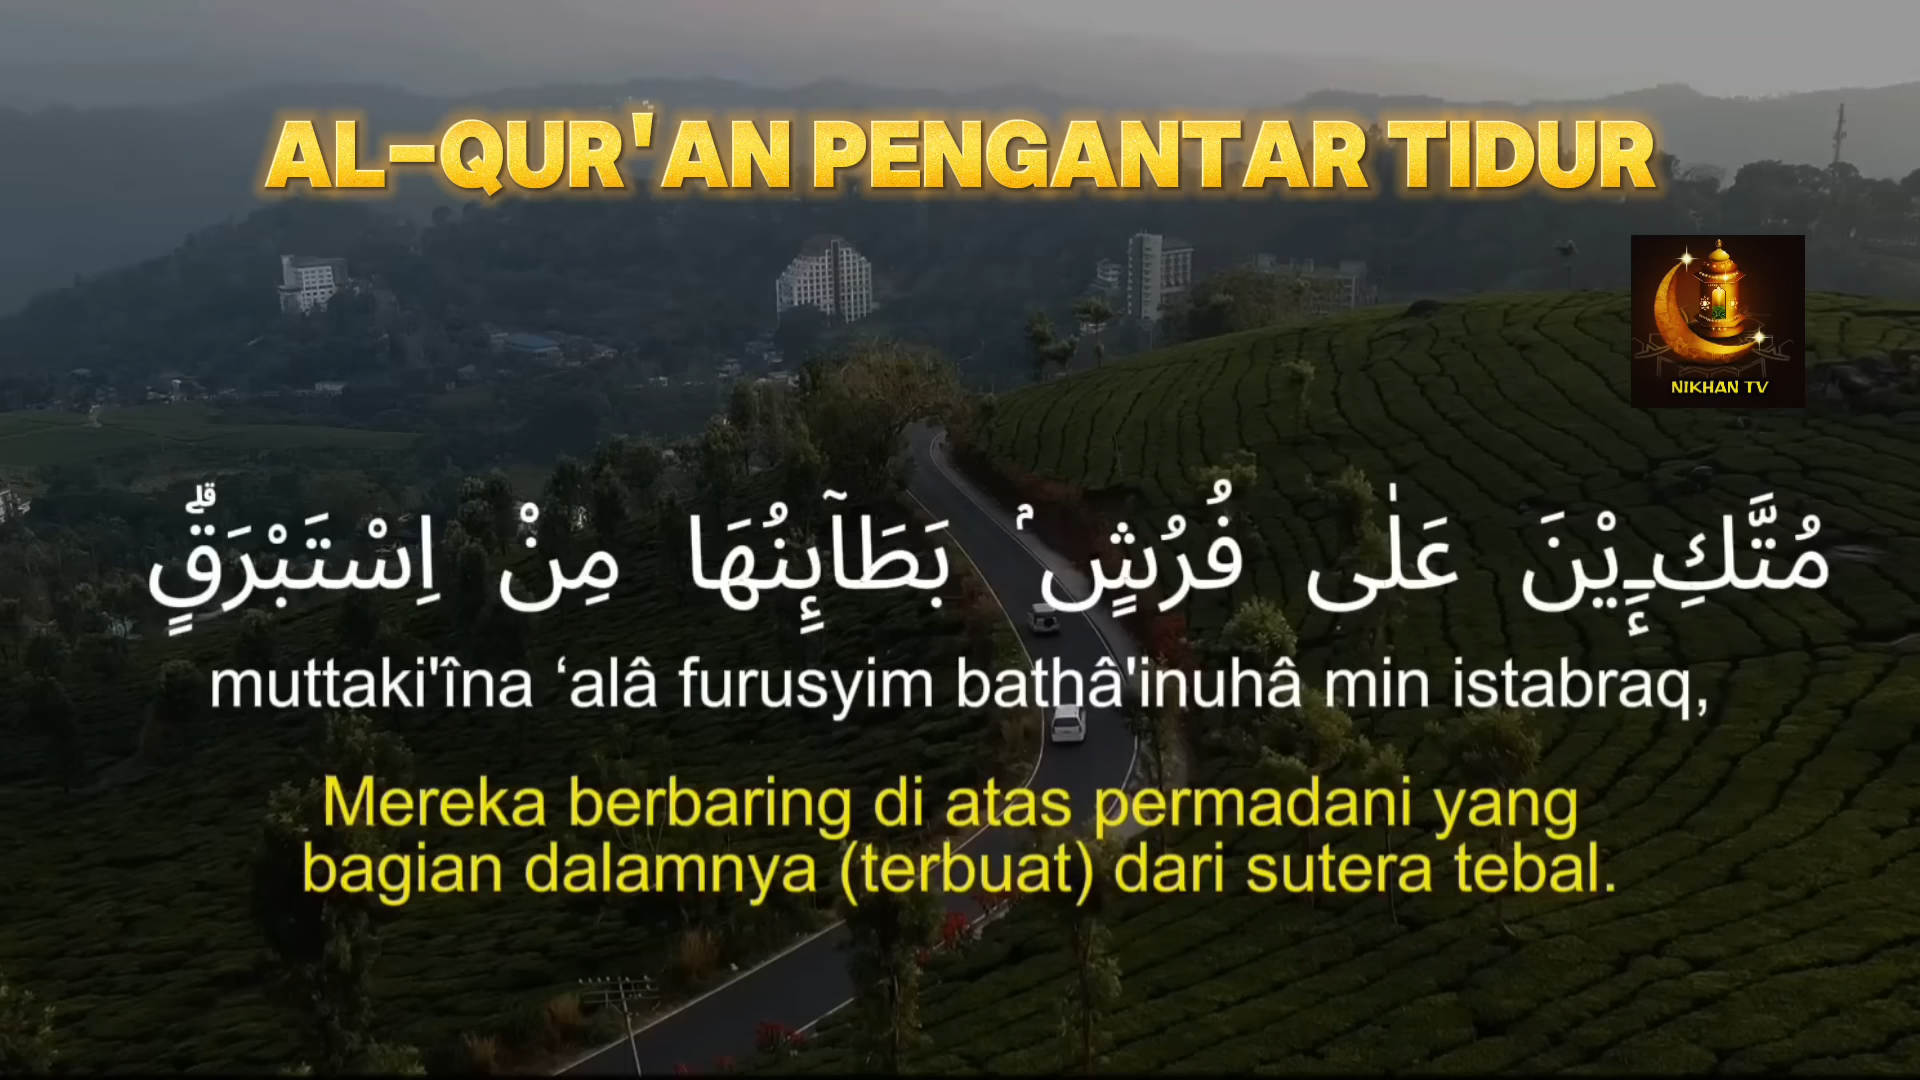 AL-QUR'AN PENGANTAR TIDUR
NIKHAN TV
مُتَّكِـِٕيْنَ عَلٰى فُرُشٍ ۢ بَطَاۤىِٕنُهَا مِنْ اِسْتَبْرَقٍۗ
muttaki'îna ‘alâ furusyim bathâ'inuhâ min istabraq,
Mereka berbaring di atas permadani yang
bagian dalamnya (terbuat) dari sutera tebal.